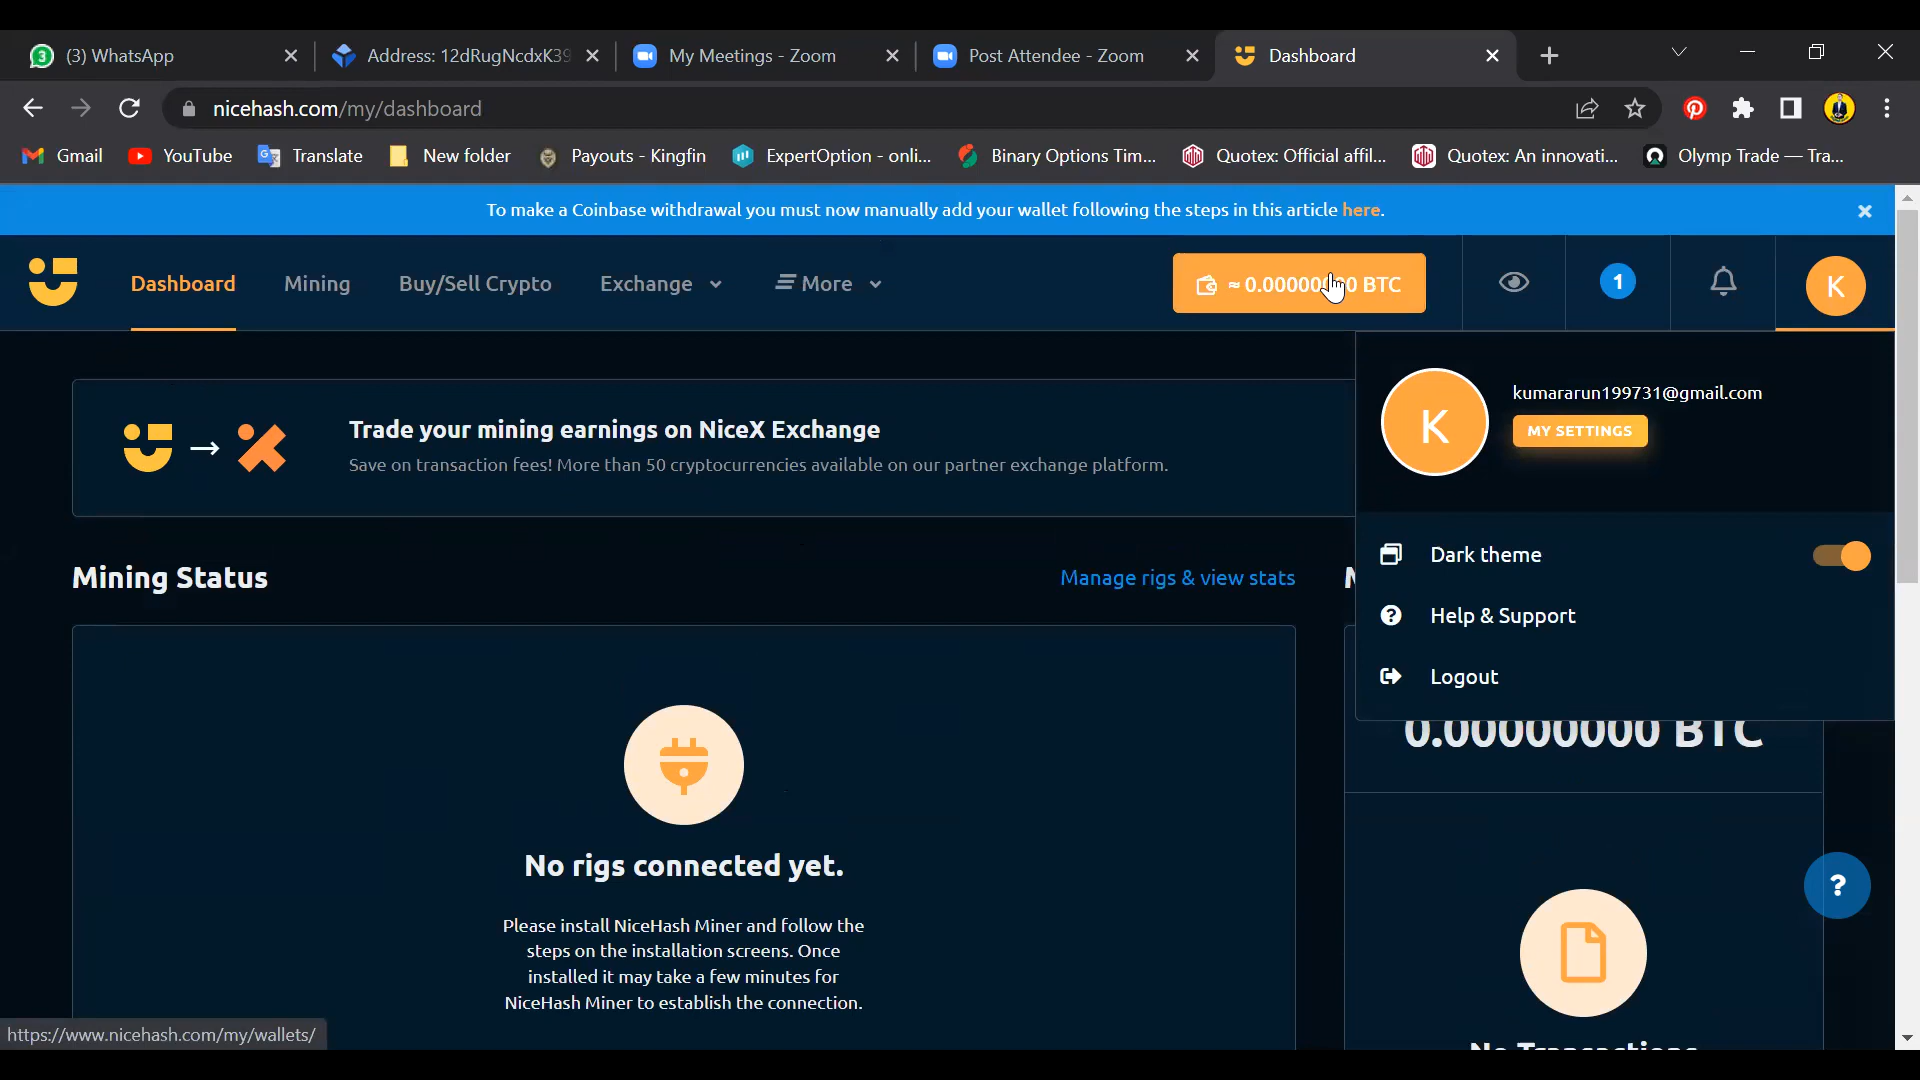 (3) WhatsApp
Address: 12dRugNcdxK39
My Meetings - Zoom
Post Attendee - Zoom
Dashboard
nicehash.com/my/dashboard
Gmail
YouTube
Translate
New folder
Payouts - Kingfin
ExpertOption - onli...
Binary Options Tim...
Quotex: Official affil...
Quotex: An innovati...
Olymp Trade — Tra...
To make a Coinbase withdrawal you must now manually add your wallet following the steps in this article here.
Dashboard
Mining
Buy/Sell Crypto
Exchange
More
≈ 0.00000000 BTC
1
K
Trade your mining earnings on NiceX Exchange
Save on transaction fees! More than 50 cryptocurrencies available on our partner exchange platform.
K
kumararun199731@gmail.com
MY SETTINGS
Dark theme
Help & Support
Logout
Mining Status
Manage rigs & view stats
0.00000000 BTC
No rigs connected yet.
Please install NiceHash Miner and follow the
steps on the installation screens. Once
installed it may take a few minutes for
NiceHash Miner to establish the connection.
?
No Transactions
https://www.nicehash.com/my/wallets/